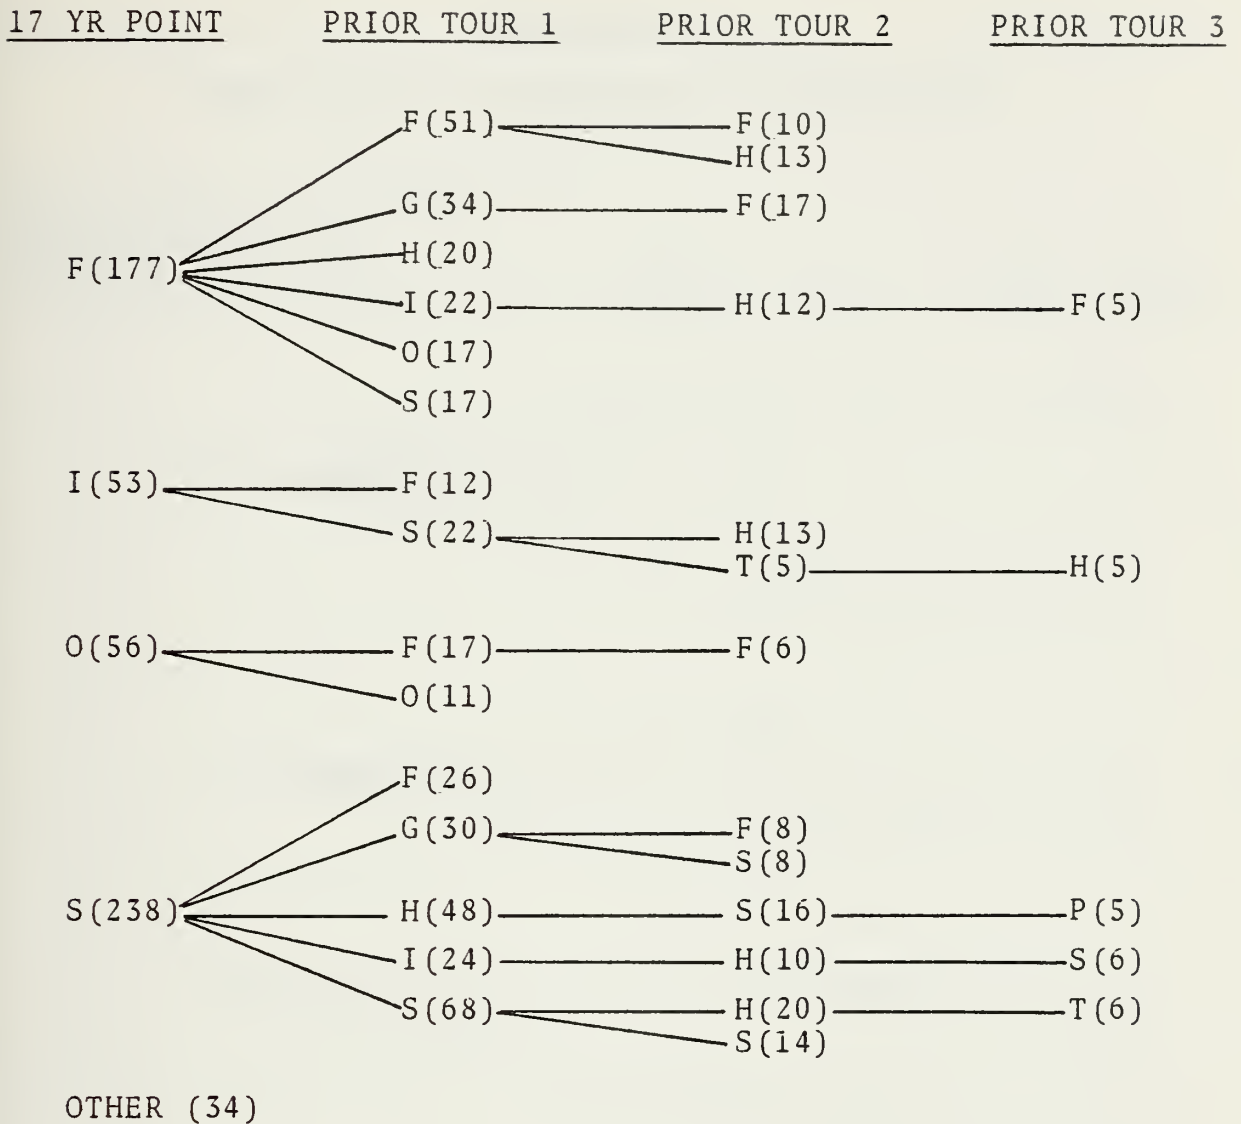 17 YR POINT PRIOR TOUR 1 PRIOR TOUR 2 PRIOR TOUR 3
F(51) F(10)
H(13)
G(34) F(17)
F(177) H(20)
I(22) H(12) F(5)
O(17)
S(17)
I(53) F(12)
S(22) H(13)
T(5) H(5)
O(56) F(17) F(6)
O(11)
F(26)
G(30) F(8)
S(8)
S(238) H(48) S(16) P(5)
I(24) H(10) S(6)
S(68) H(20) T(6)
S(14)
OTHER (34)